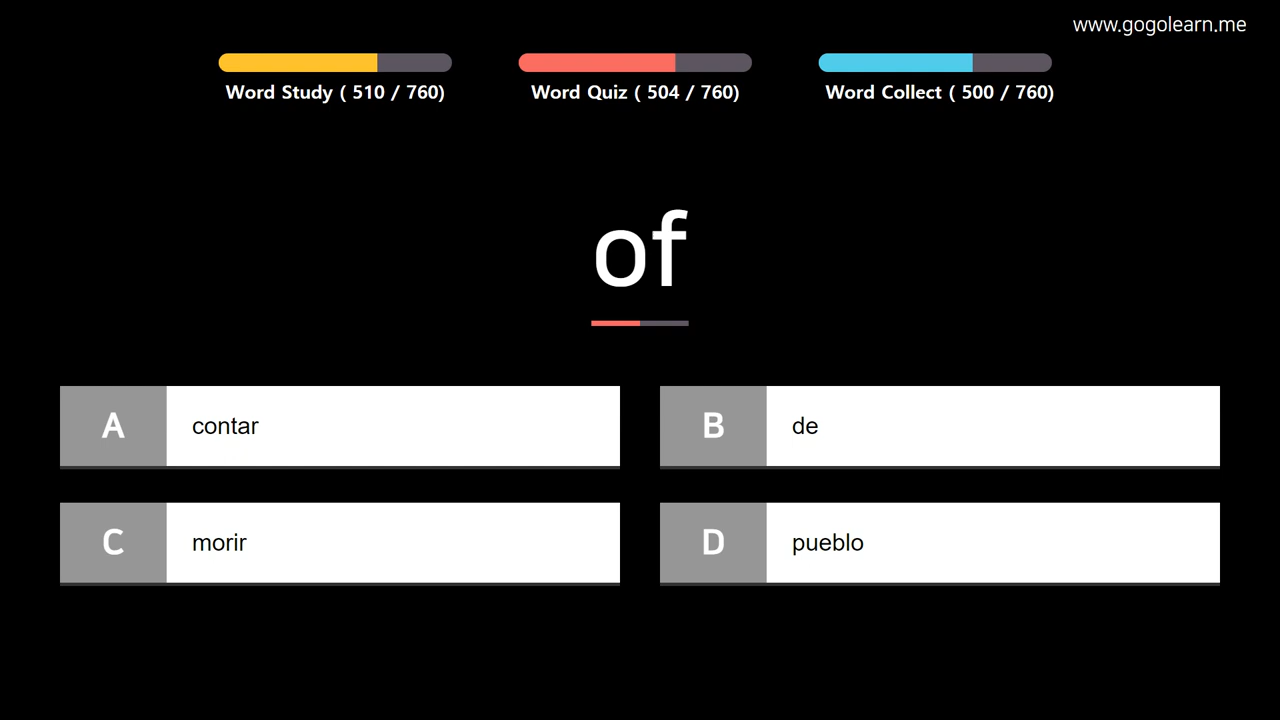 www.gogolearn.me
Word Study ( 510 / 760)
Word Quiz ( 504 / 760)
Word Collect ( 500 / 760)
of
A contar
B de
C morir
D pueblo